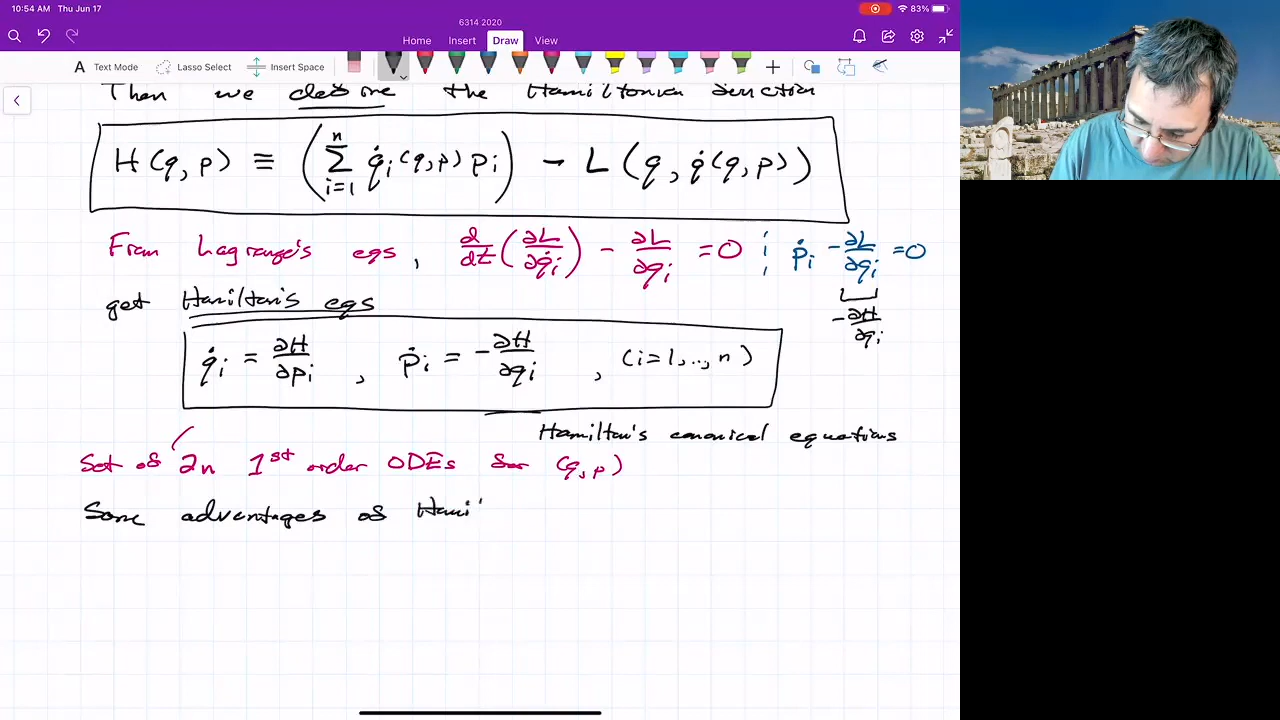 10:54 AM Thu Jun 17
83%
6314 2020
Home Insert Draw View
Text Mode Lasso Select Insert Space
Then we define the Hamiltonian function
H(q, p) ≡ (∑_{i=1}^{n} q̇_i(q,p) p_i) - L(q, q̇(q,p))
From Lagrange's eqs, d/dt(∂L/∂q̇_i) - ∂L/∂q_i = 0 ¦ ṗ_i - ∂L/∂q_i = 0
get Hamilton's eqs
-∂H/∂q_i
q̇_i = ∂H/∂p_i , ṗ_i = -∂H/∂q_i , (i=1,..,n)
Hamilton's canonical equations
Set of 2n 1st order ODEs for (q,p)
Some advantages of Hami